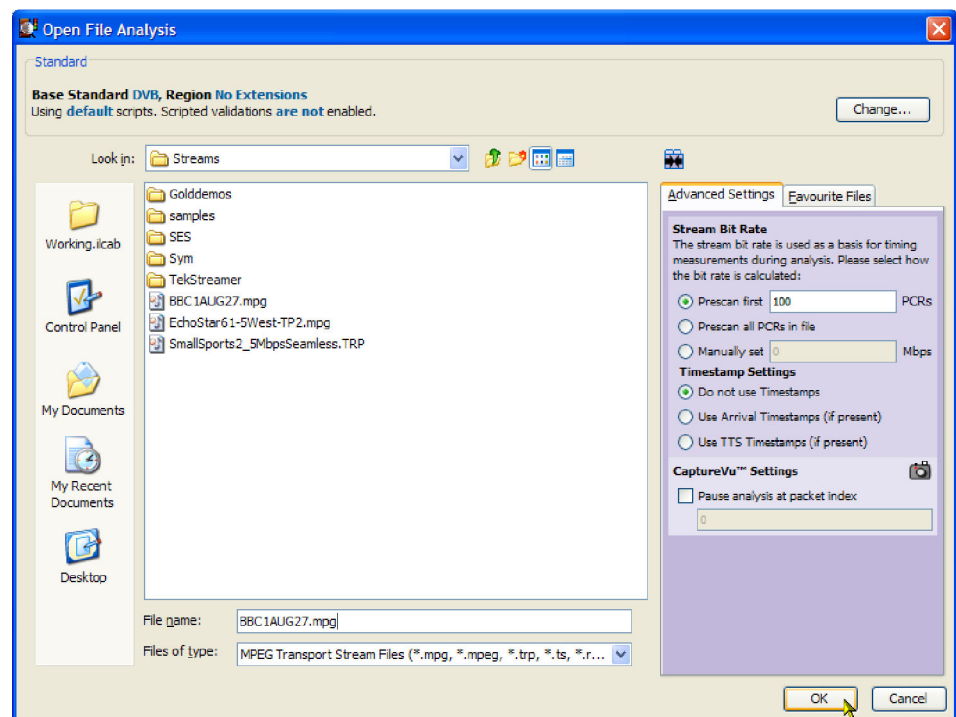 Open File Analysis
Standard
Base Standard DVB, Region No Extensions
Using default scripts. Scripted validations are not enabled.
Change...
Look in:
Streams
Working.ilcab
Control Panel
My Documents
My Recent
Documents
Desktop
Golddemos
samples
SES
Sym
TekStreamer
BBC1AUG27.mpg
EchoStar61-5West-TP2.mpg
SmallSports2_5MbpsSeamless.TRP
File name:
BBC1AUG27.mpg
Files of type:
MPEG Transport Stream Files (*.mpg, *.mpeg, *.trp, *.ts, *.r...
Advanced Settings
Favourite Files
Stream Bit Rate
The stream bit rate is used as a basis for timing
measurements during analysis. Please select how
the bit rate is calculated:
Prescan first 100 PCRs
Prescan all PCRs in file
Manually set 0 Mbps
Timestamp Settings
Do not use Timestamps
Use Arrival Timestamps (if present)
Use TTS Timestamps (if present)
CaptureVu™ Settings
Pause analysis at packet index
0
OK
Cancel